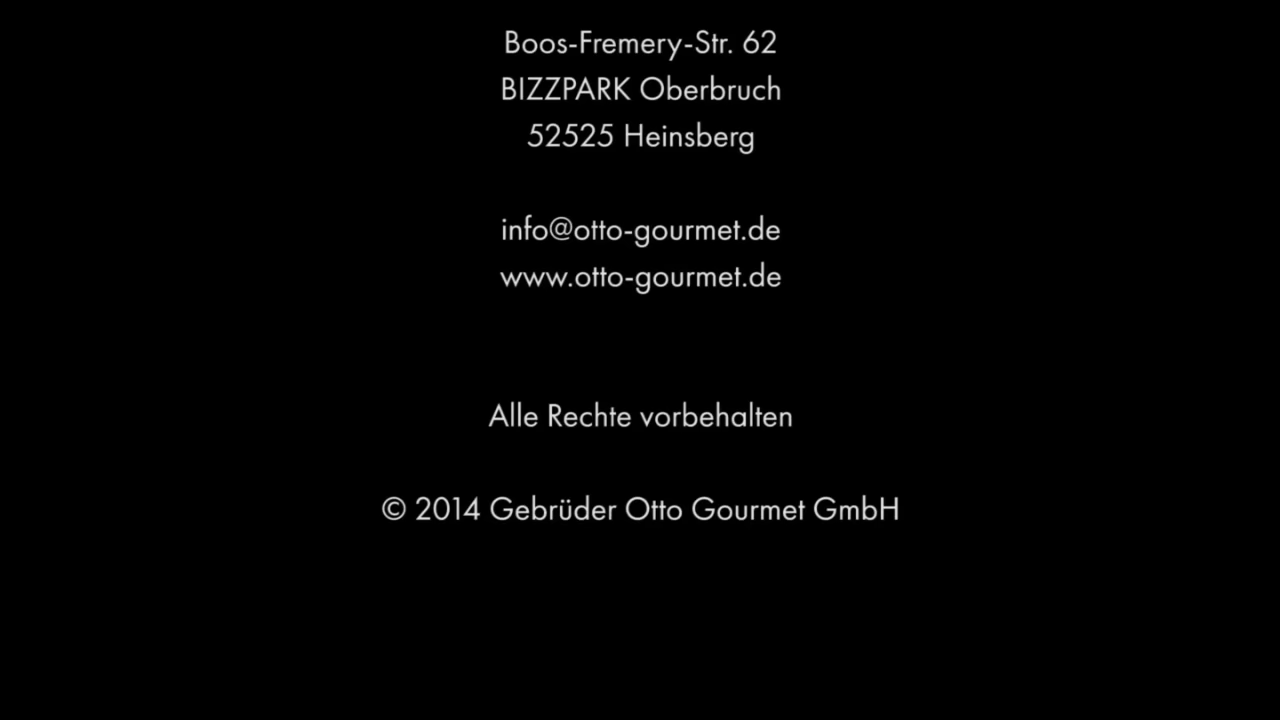 Boos-Fremery-Str. 62
BIZZPARK Oberbruch
52525 Heinsberg
info@otto-gourmet.de
www.otto-gourmet.de
Alle Rechte vorbehalten
© 2014 Gebrüder Otto Gourmet GmbH